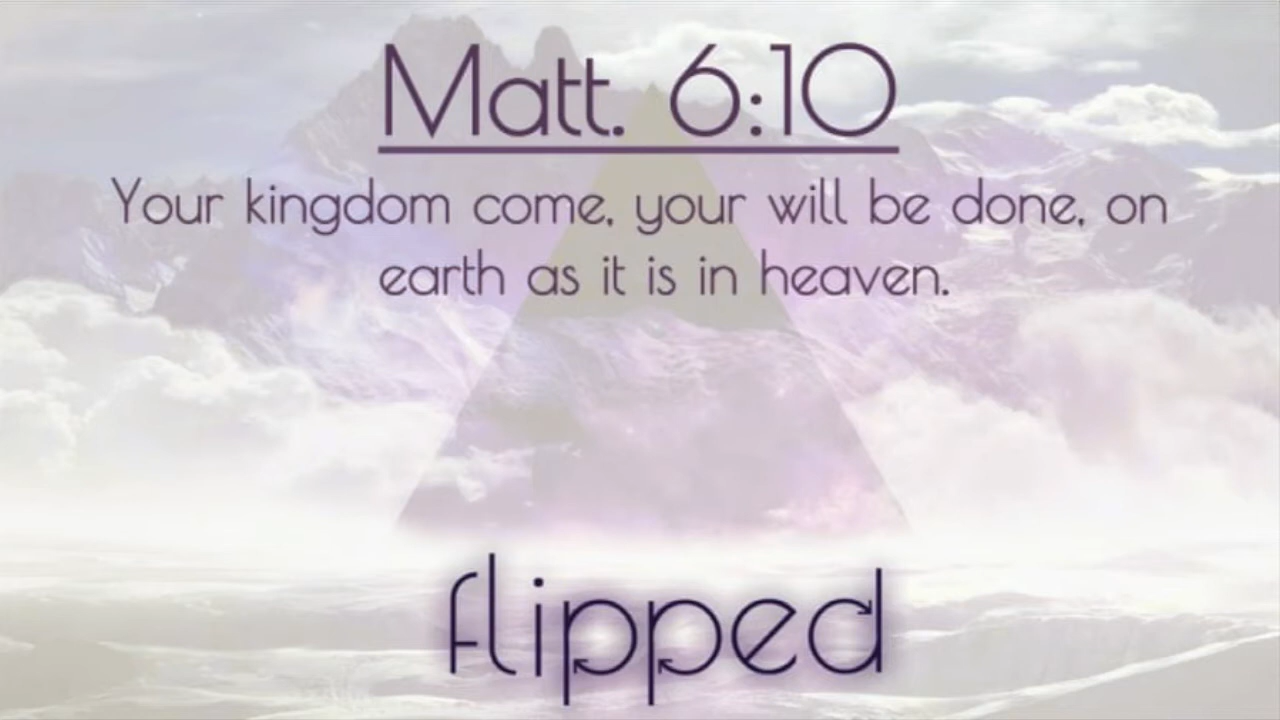 Matt. 6:10
Your kingdom come, your will be done, on
earth as it is in heaven.
flipped